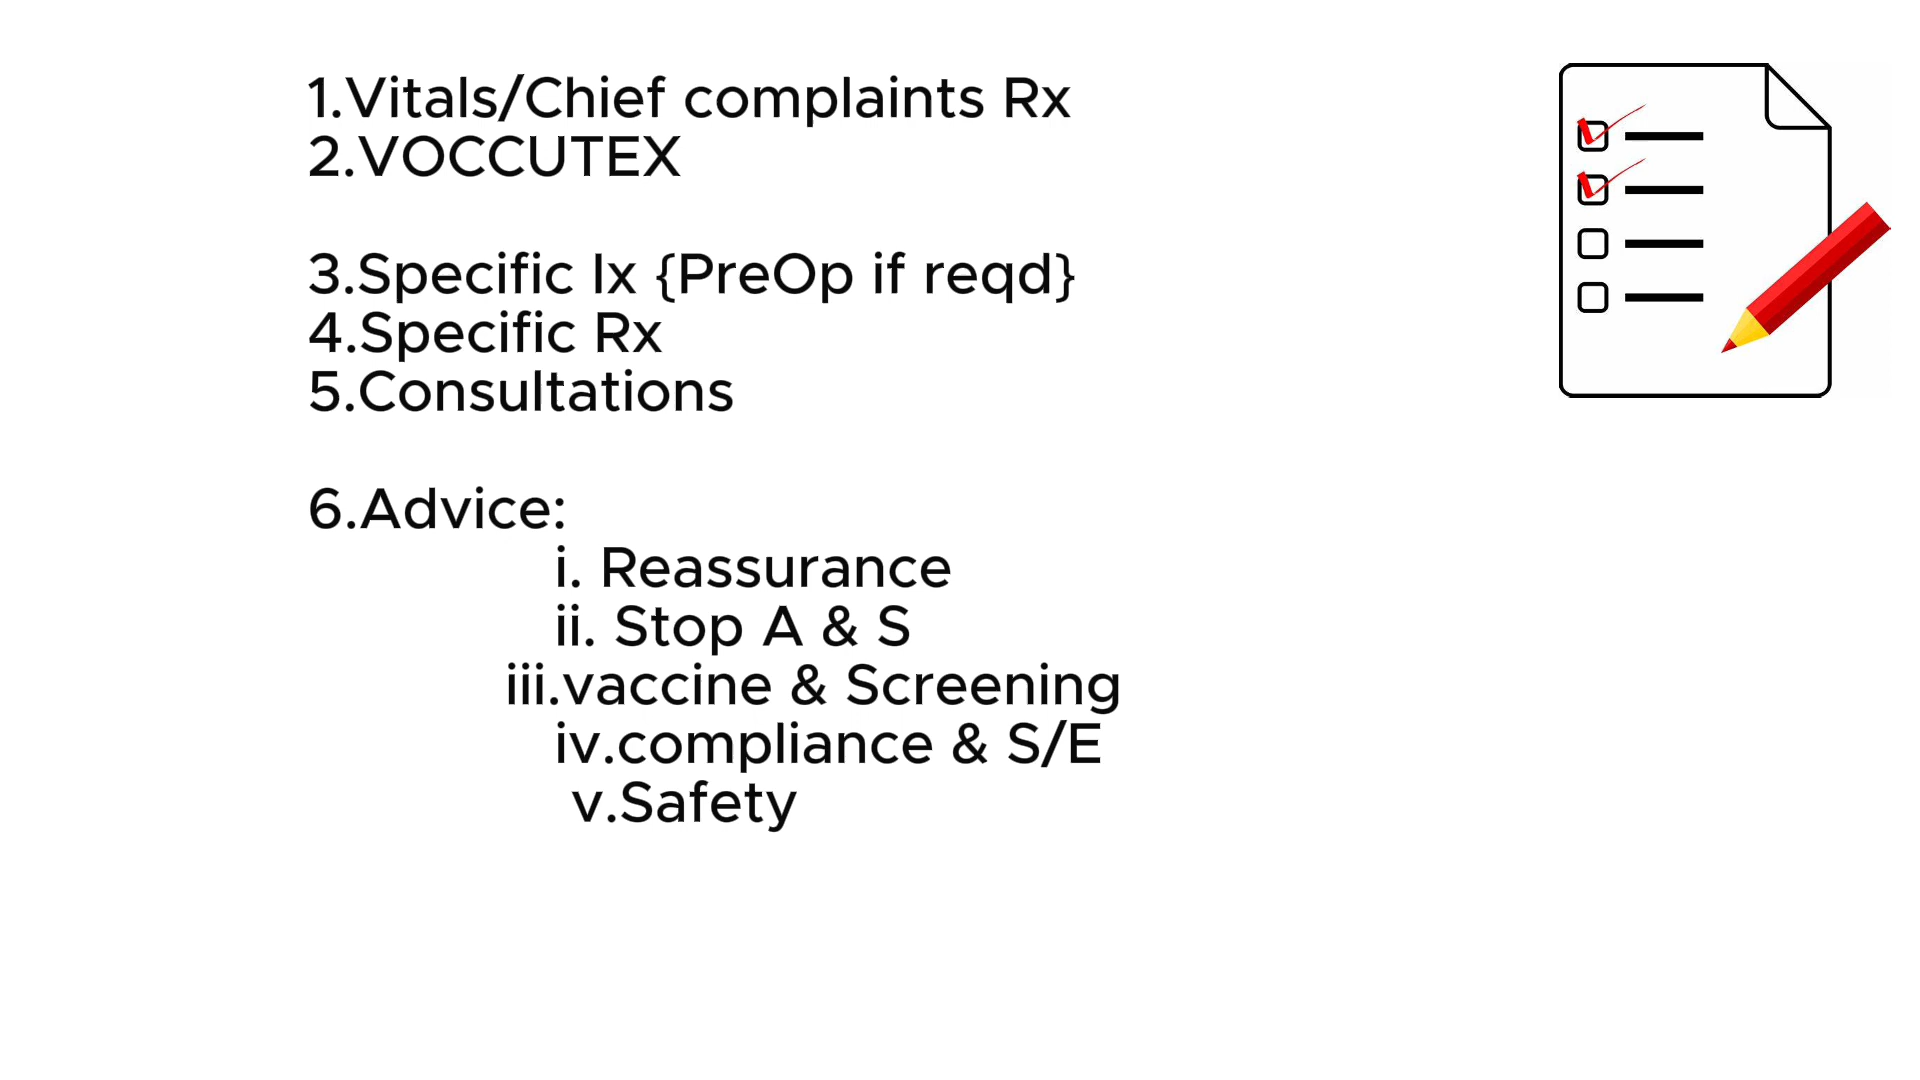 1.Vitals/Chief complaints Rx
2.VOCCUTEX
3.Specific Ix {PreOp if reqd}
4.Specific Rx
5.Consultations
6.Advice:
i. Reassurance
ii. Stop A & S
iii.vaccine & Screening
iv.compliance & S/E
v.Safety